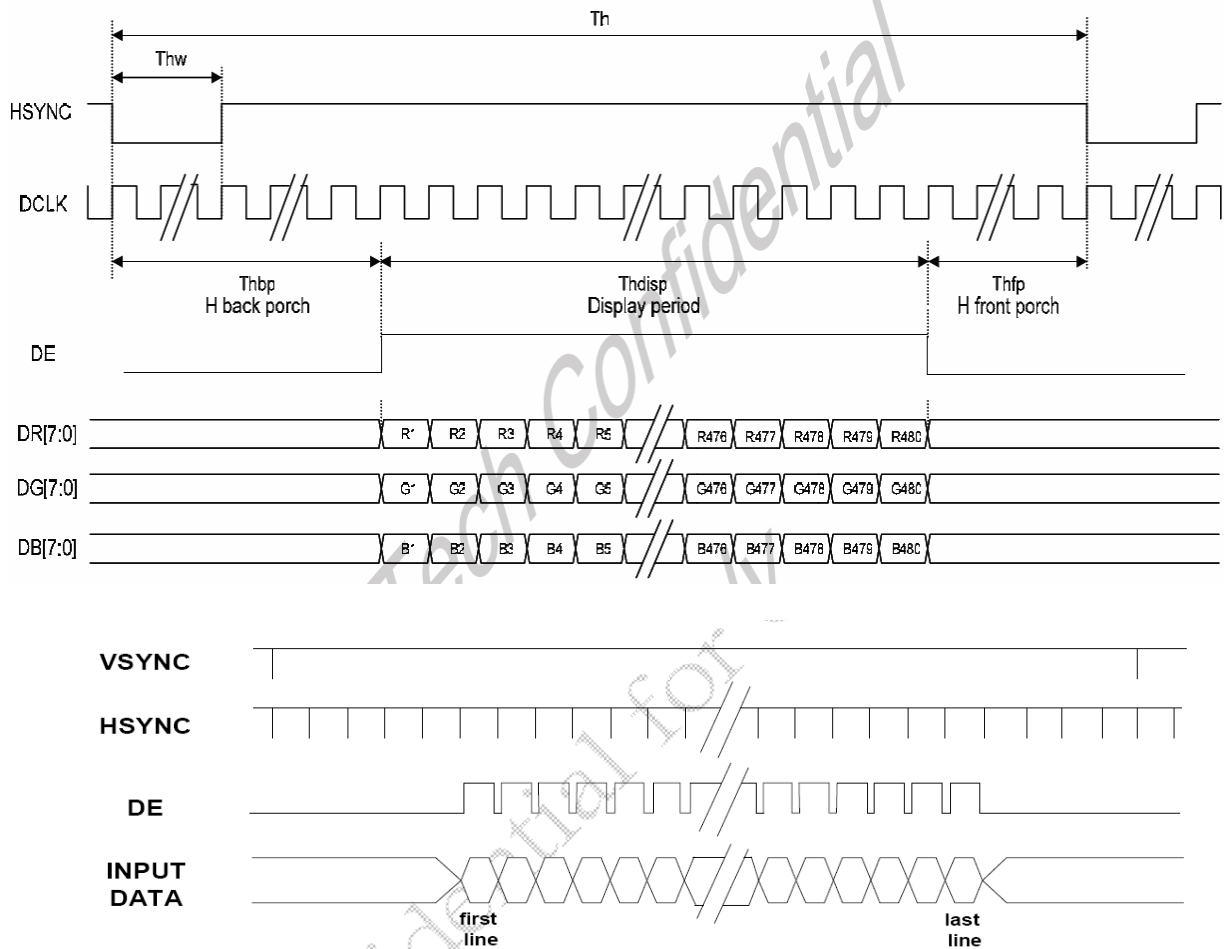 Th
Thw
HSYNC
DCLK
Thbp
H back porch
Thdisp
Display period
Thfp
H front porch
DE
DR[7:0] R1 R2 R3 R4 R5 R476 R477 R478 R479 R480
DG[7:0] G1 G2 G3 G4 G5 G476 G477 G478 G479 G480
DB[7:0] B1 B2 B3 B4 B5 B476 B477 B478 B479 B480
Tech Confidential
VSYNC
HSYNC
DE
INPUT
DATA
first
line
last
line
for